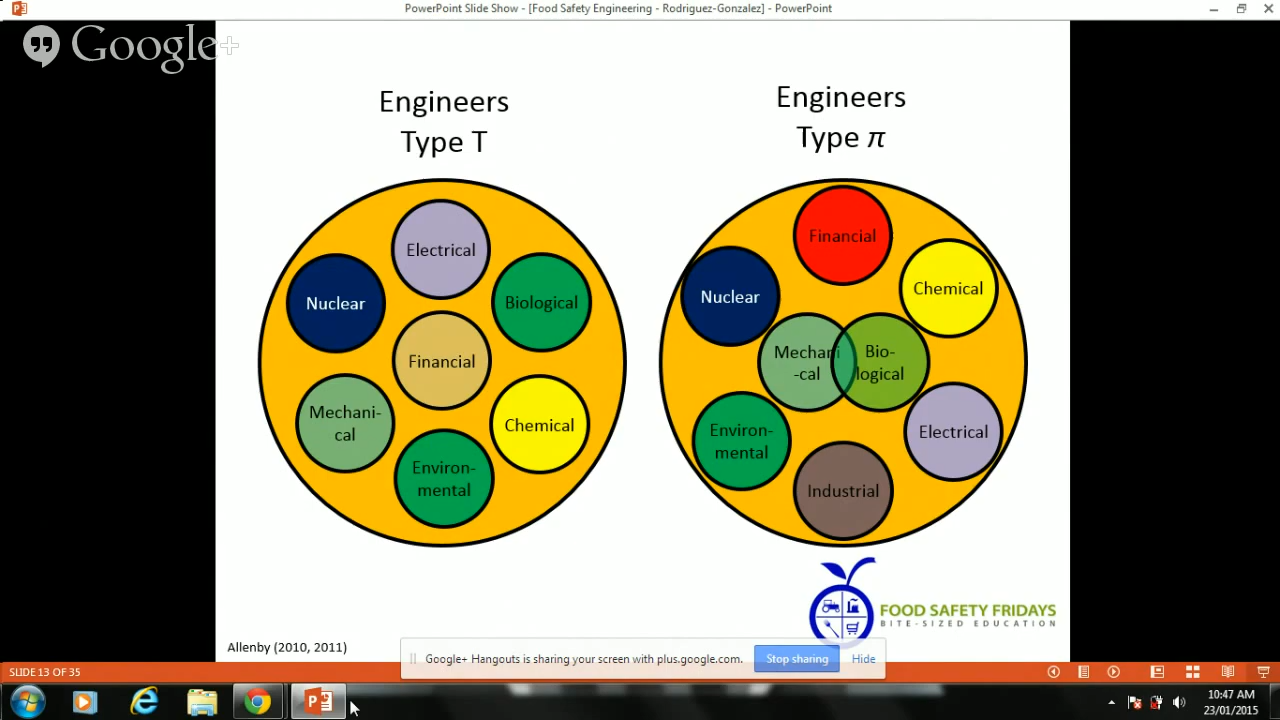 PowerPoint Slide Show - [Food Safety Engineering - Rodriguez-Gonzalez] - PowerPoint
Google+
Engineers
Type T
Electrical
Nuclear
Biological
Financial
Mechani-
cal
Chemical
Environ-
mental
Engineers
Type π
Financial
Nuclear
Chemical
Mechani
-cal
Bio-
logical
Environ-
mental
Electrical
Industrial
FOOD SAFETY FRIDAYS
BITE-SIZED EDUCATION
Allenby (2010, 2011)
Google+ Hangouts is sharing your screen with plus.google.com.
Stop sharing
Hide
SLIDE 13 OF 35
10:47 AM
23/01/2015